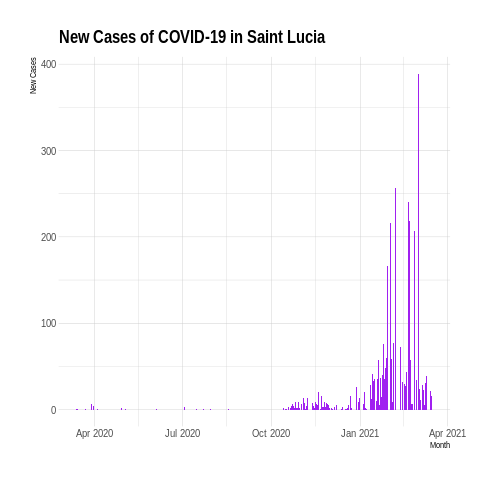 New Cases of COVID-19 in Saint Lucia
New Cases
400
300
200
100
0
Apr 2020
Jul 2020
Oct 2020
Jan 2021
Apr 2021
Month